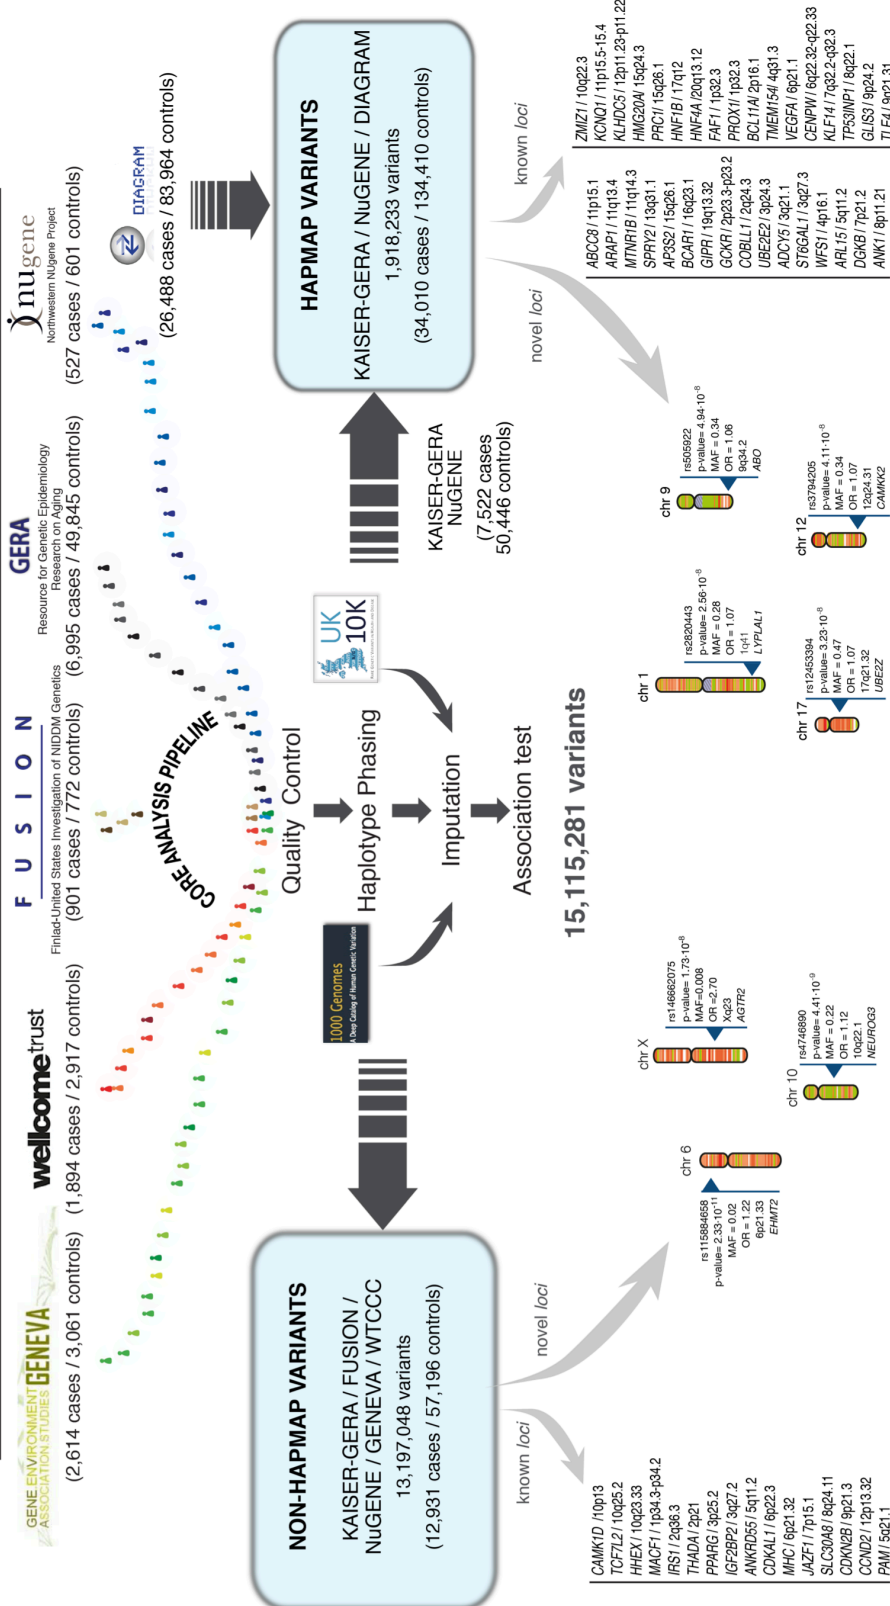 GENE ENVIRONMENT
ASSOCIATION STUDIES
GENEVA
(2,614 cases / 3,061 controls)
wellcometrust
(1,894 cases / 2,917 controls)
F U S I O N
Finlad-United States Investigation of NIDDM Genetics
(901 cases / 772 controls)
GERA
Resource for Genetic Epidemiology
Research on Aging
(6,995 cases / 49,845 controls)
nugene
Northwestern NUgene Project
(527 cases / 601 controls)
DIAGRAM
(26,488 cases / 83,964 controls)
CORE ANALYSIS PIPELINE
Quality Control
Haplotype Phasing
Imputation
Association test
15,115,281 variants
1000 Genomes
A Deep Catalog of Human Genetic Variation
UK
10K
KAISER-GERA
NuGENE
(7,522 cases
50,446 controls)
NON-HAPMAP VARIANTS
KAISER-GERA / FUSION /
NuGENE / GENEVA / WTCCC
13,197,048 variants
(12,931 cases / 57,196 controls)
HAPMAP VARIANTS
KAISER-GERA / NuGENE / DIAGRAM
1,918,233 variants
(34,010 cases / 134,410 controls)
known loci
novel loci
novel loci
known loci
CAMK1D /10p13
TCF7L2 / 10q25.2
HHEX / 10q23.33
MACF1 / 1p34.3-p34.2
IRS1 / 2q36.3
THADA / 2p21
PPARG / 3p25.2
IGF2BP2 / 3q27.2
ANKRD55 / 5q11.2
CDKAL1 / 6p22.3
MHC / 6p21.32
JAZF1 / 7p15.1
SLC30A8 / 8q24.11
CDKN2B / 9p21.3
CCND2 / 12p13.32
PAM / 5q21.1
chr 6
rs115884658
p-value= 2.33·10⁻¹¹
MAF = 0.02
OR = 1.22
6p21.33
EHMT2
chr X
rs146662075
p-value= 1.73·10⁻⁸
MAF=0.008
OR =2.70
Xq23
AGTR2
chr 10
rs4746890
p-value= 4.41·10⁻⁹
MAF = 0.22
OR = 1.12
10q22.1
NEUROG3
chr 1
rs2820443
p-value= 2.56·10⁻⁸
MAF = 0.28
OR = 1.07
1q41
LYPLAL1
chr 17
rs12453394
p-value= 3.23·10⁻⁸
MAF = 0.47
OR = 1.07
17q21.32
UBE2Z
chr 9
rs505922
p-value= 4.94·10⁻⁸
MAF = 0.34
OR = 1.06
9q34.2
ABO
chr 12
rs3794205
p-value= 4.11·10⁻⁸
MAF = 0.34
OR = 1.07
12q24.31
CAMKK2
ABCC8 / 11p15.1
ARAP1 / 11q13.4
MTNR1B / 11q14.3
SPRY2 / 13q31.1
AP3S2 / 15q26.1
BCAR1 / 16q23.1
GIPR / 19q13.32
GCKR / 2p23.3-p23.2
COBLL1 / 2q24.3
UBE2E2 / 3p24.3
ADCY5 / 3q21.1
ST6GAL1 / 3q27.3
WFS1 / 4p16.1
ARL15 / 5q11.2
DGKB / 7p21.2
ANK1 / 8p11.21
ZMIZ1 / 10q22.3
KCNQ1 / 11p15.5-15.4
KLHDC5 / 12p11.23-p11.22
HMG20A / 15q24.3
PRC1/ 15q26.1
HNF1B / 17q12
HNF4A /20q13.12
FAF1 / 1p32.3
PROX1/ 1p32.3
BCL11A/ 2p16.1
TMEM154/ 4q31.3
VEGFA / 6p21.1
CENPW / 6q22.32-q22.33
KLF14 / 7q32.2-q32.3
TP53INP1 / 8q22.1
GLIS3 / 9p24.2
TLE4 / 9q21.31